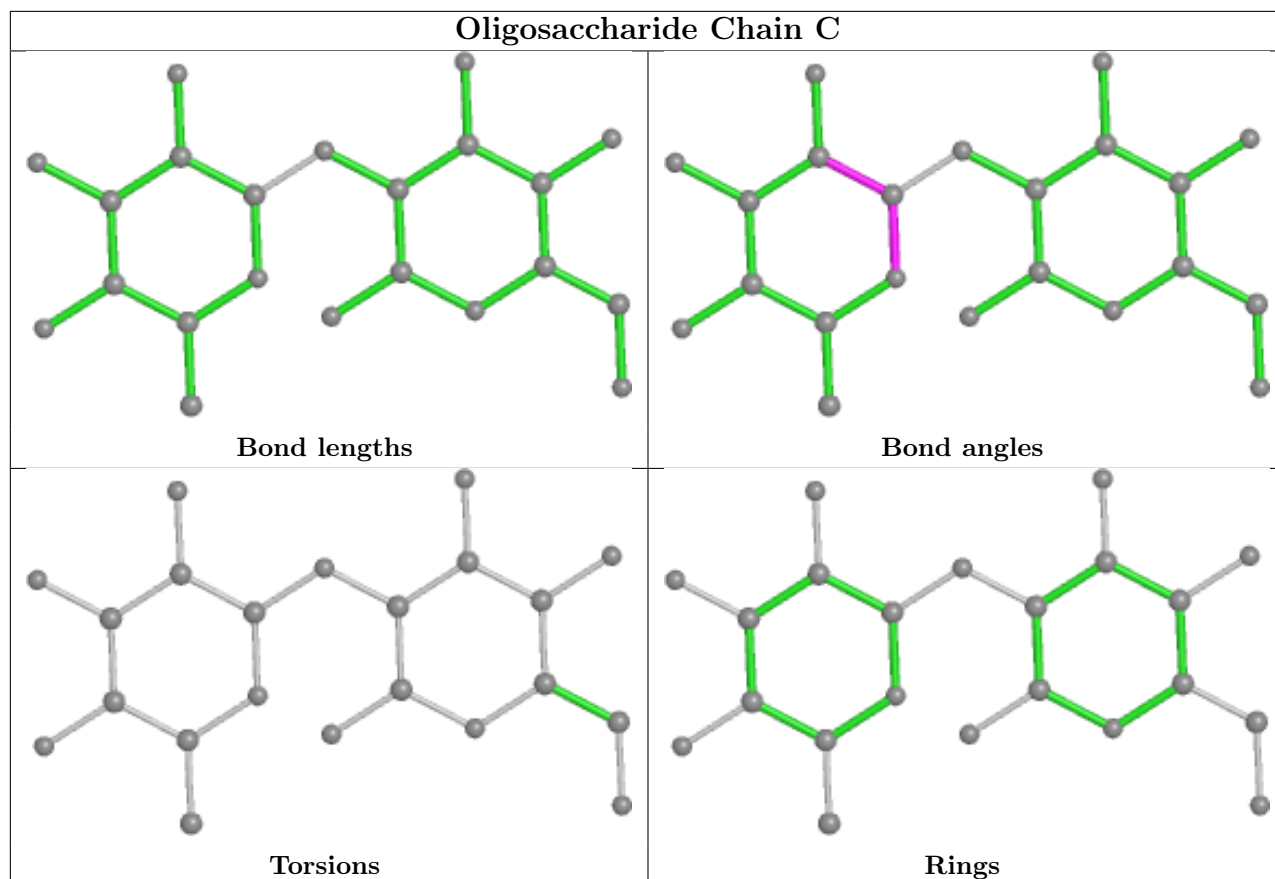 Oligosaccharide Chain C
Bond lengths
Bond angles
Torsions
Rings